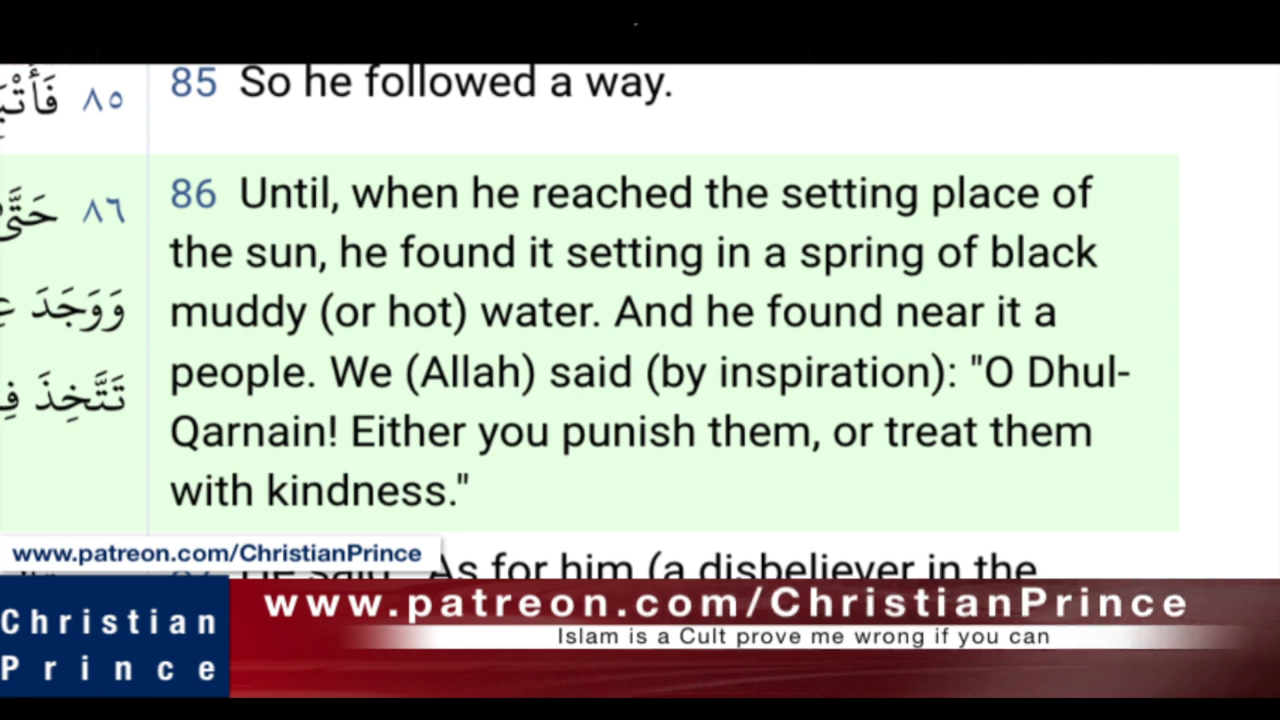 ٨٥
85 So he followed a way.
حَتَّىٰ ٨٦
86 Until, when he reached the setting place of
the sun, he found it setting in a spring of black
وَوَجَدَ
muddy (or hot) water. And he found near it a
تَتَّخِذَ
people. We (Allah) said (by inspiration): "O Dhul-
Qarnain! Either you punish them, or treat them
with kindness."
As for him (a disbeliever in the
www.patreon.com/ChristianPrince
Christian
Prince
www.patreon.com/ChristianPrince
Islam is a Cult prove me wrong if you can